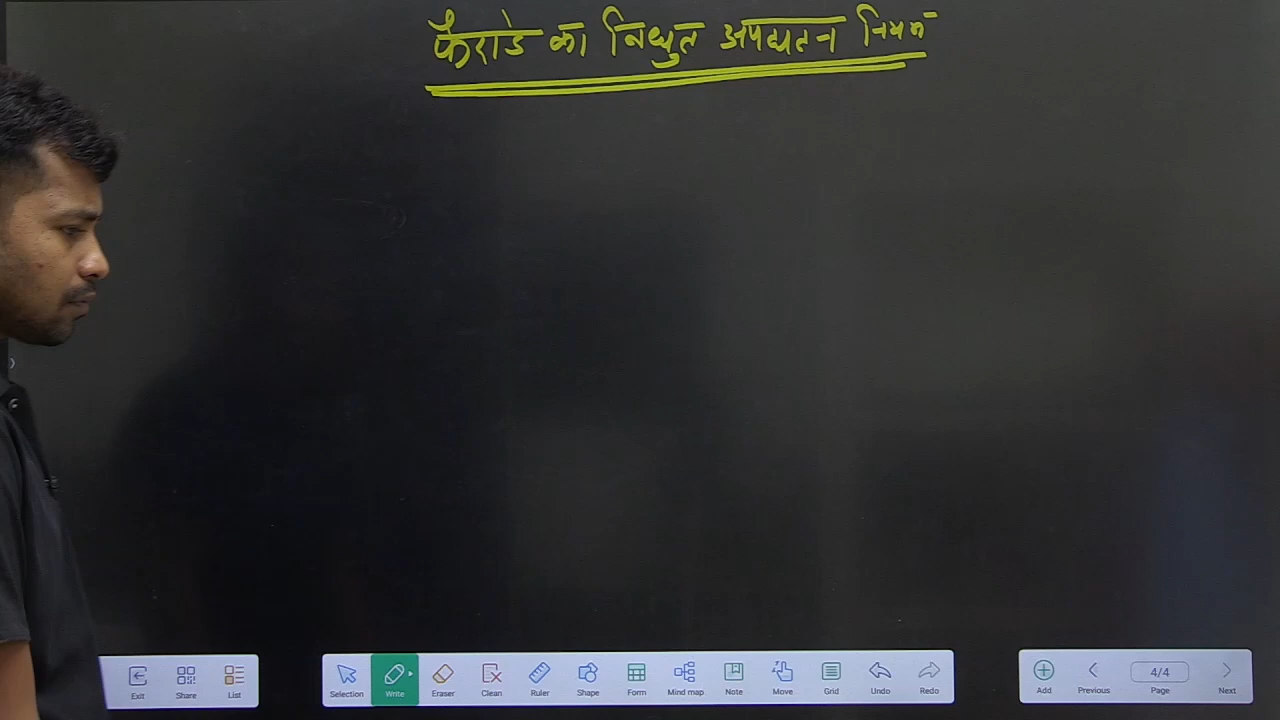 फैराडे का विधुत अपघटन नियम
Exit
Share
List
Selection
Write
Eraser
Clean
Ruler
Shape
Form
Mind map
Note
Move
Grid
Undo
Redo
Add
Previous
4/4
Page
Next